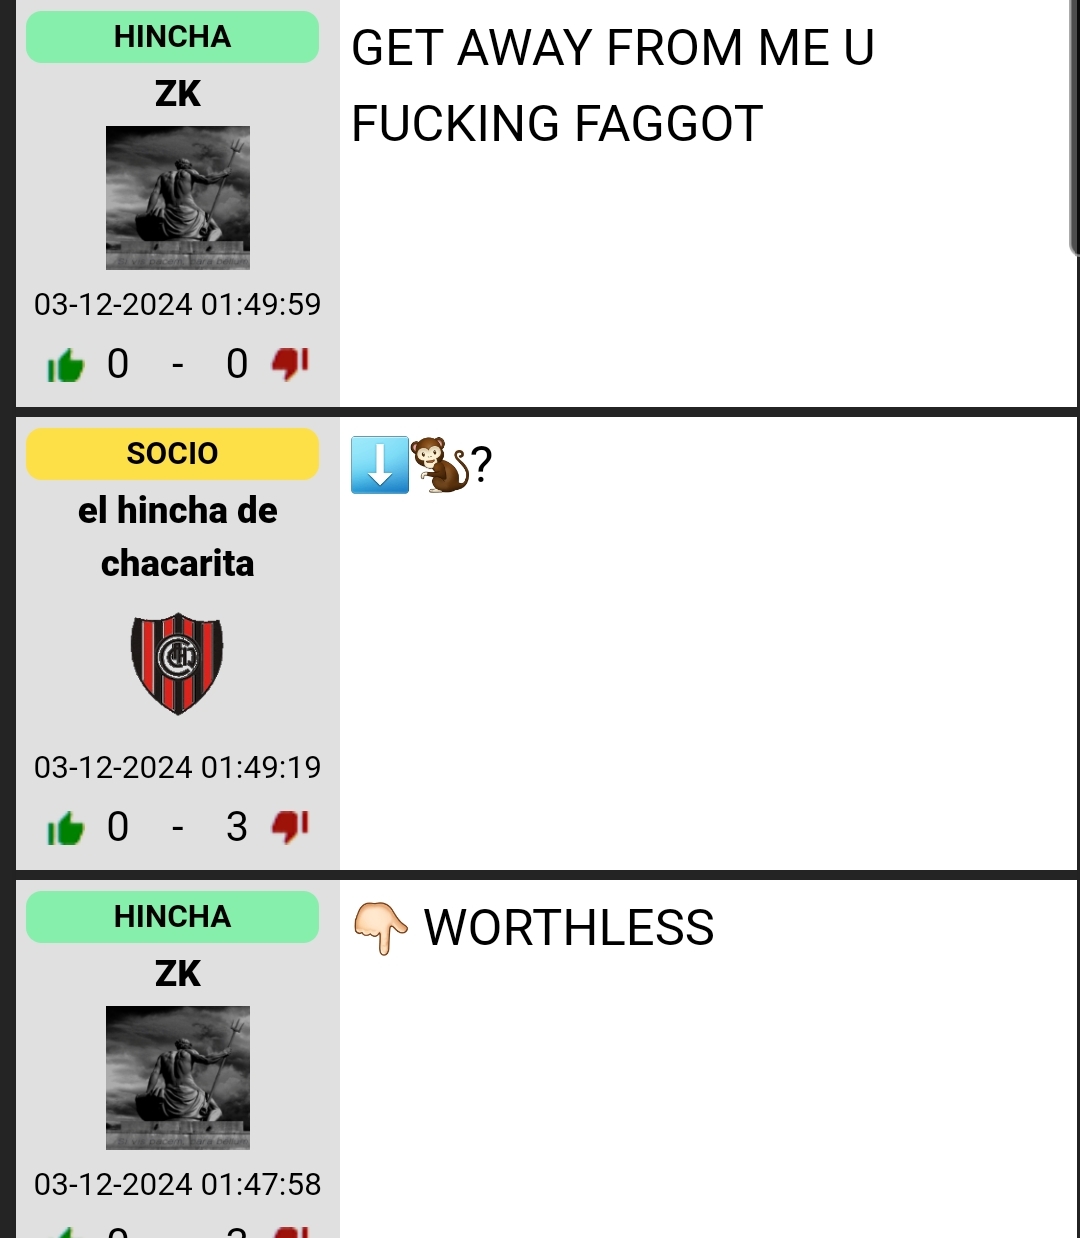 HINCHA
ZK
03-12-2024 01:49:59
0 - 0
GET AWAY FROM ME U
FUCKING FAGGOT
SOCIO
el hincha de
chacarita
03-12-2024 01:49:19
0 - 3
⬇️🐒?
HINCHA
ZK
03-12-2024 01:47:58
👇🏻 WORTHLESS